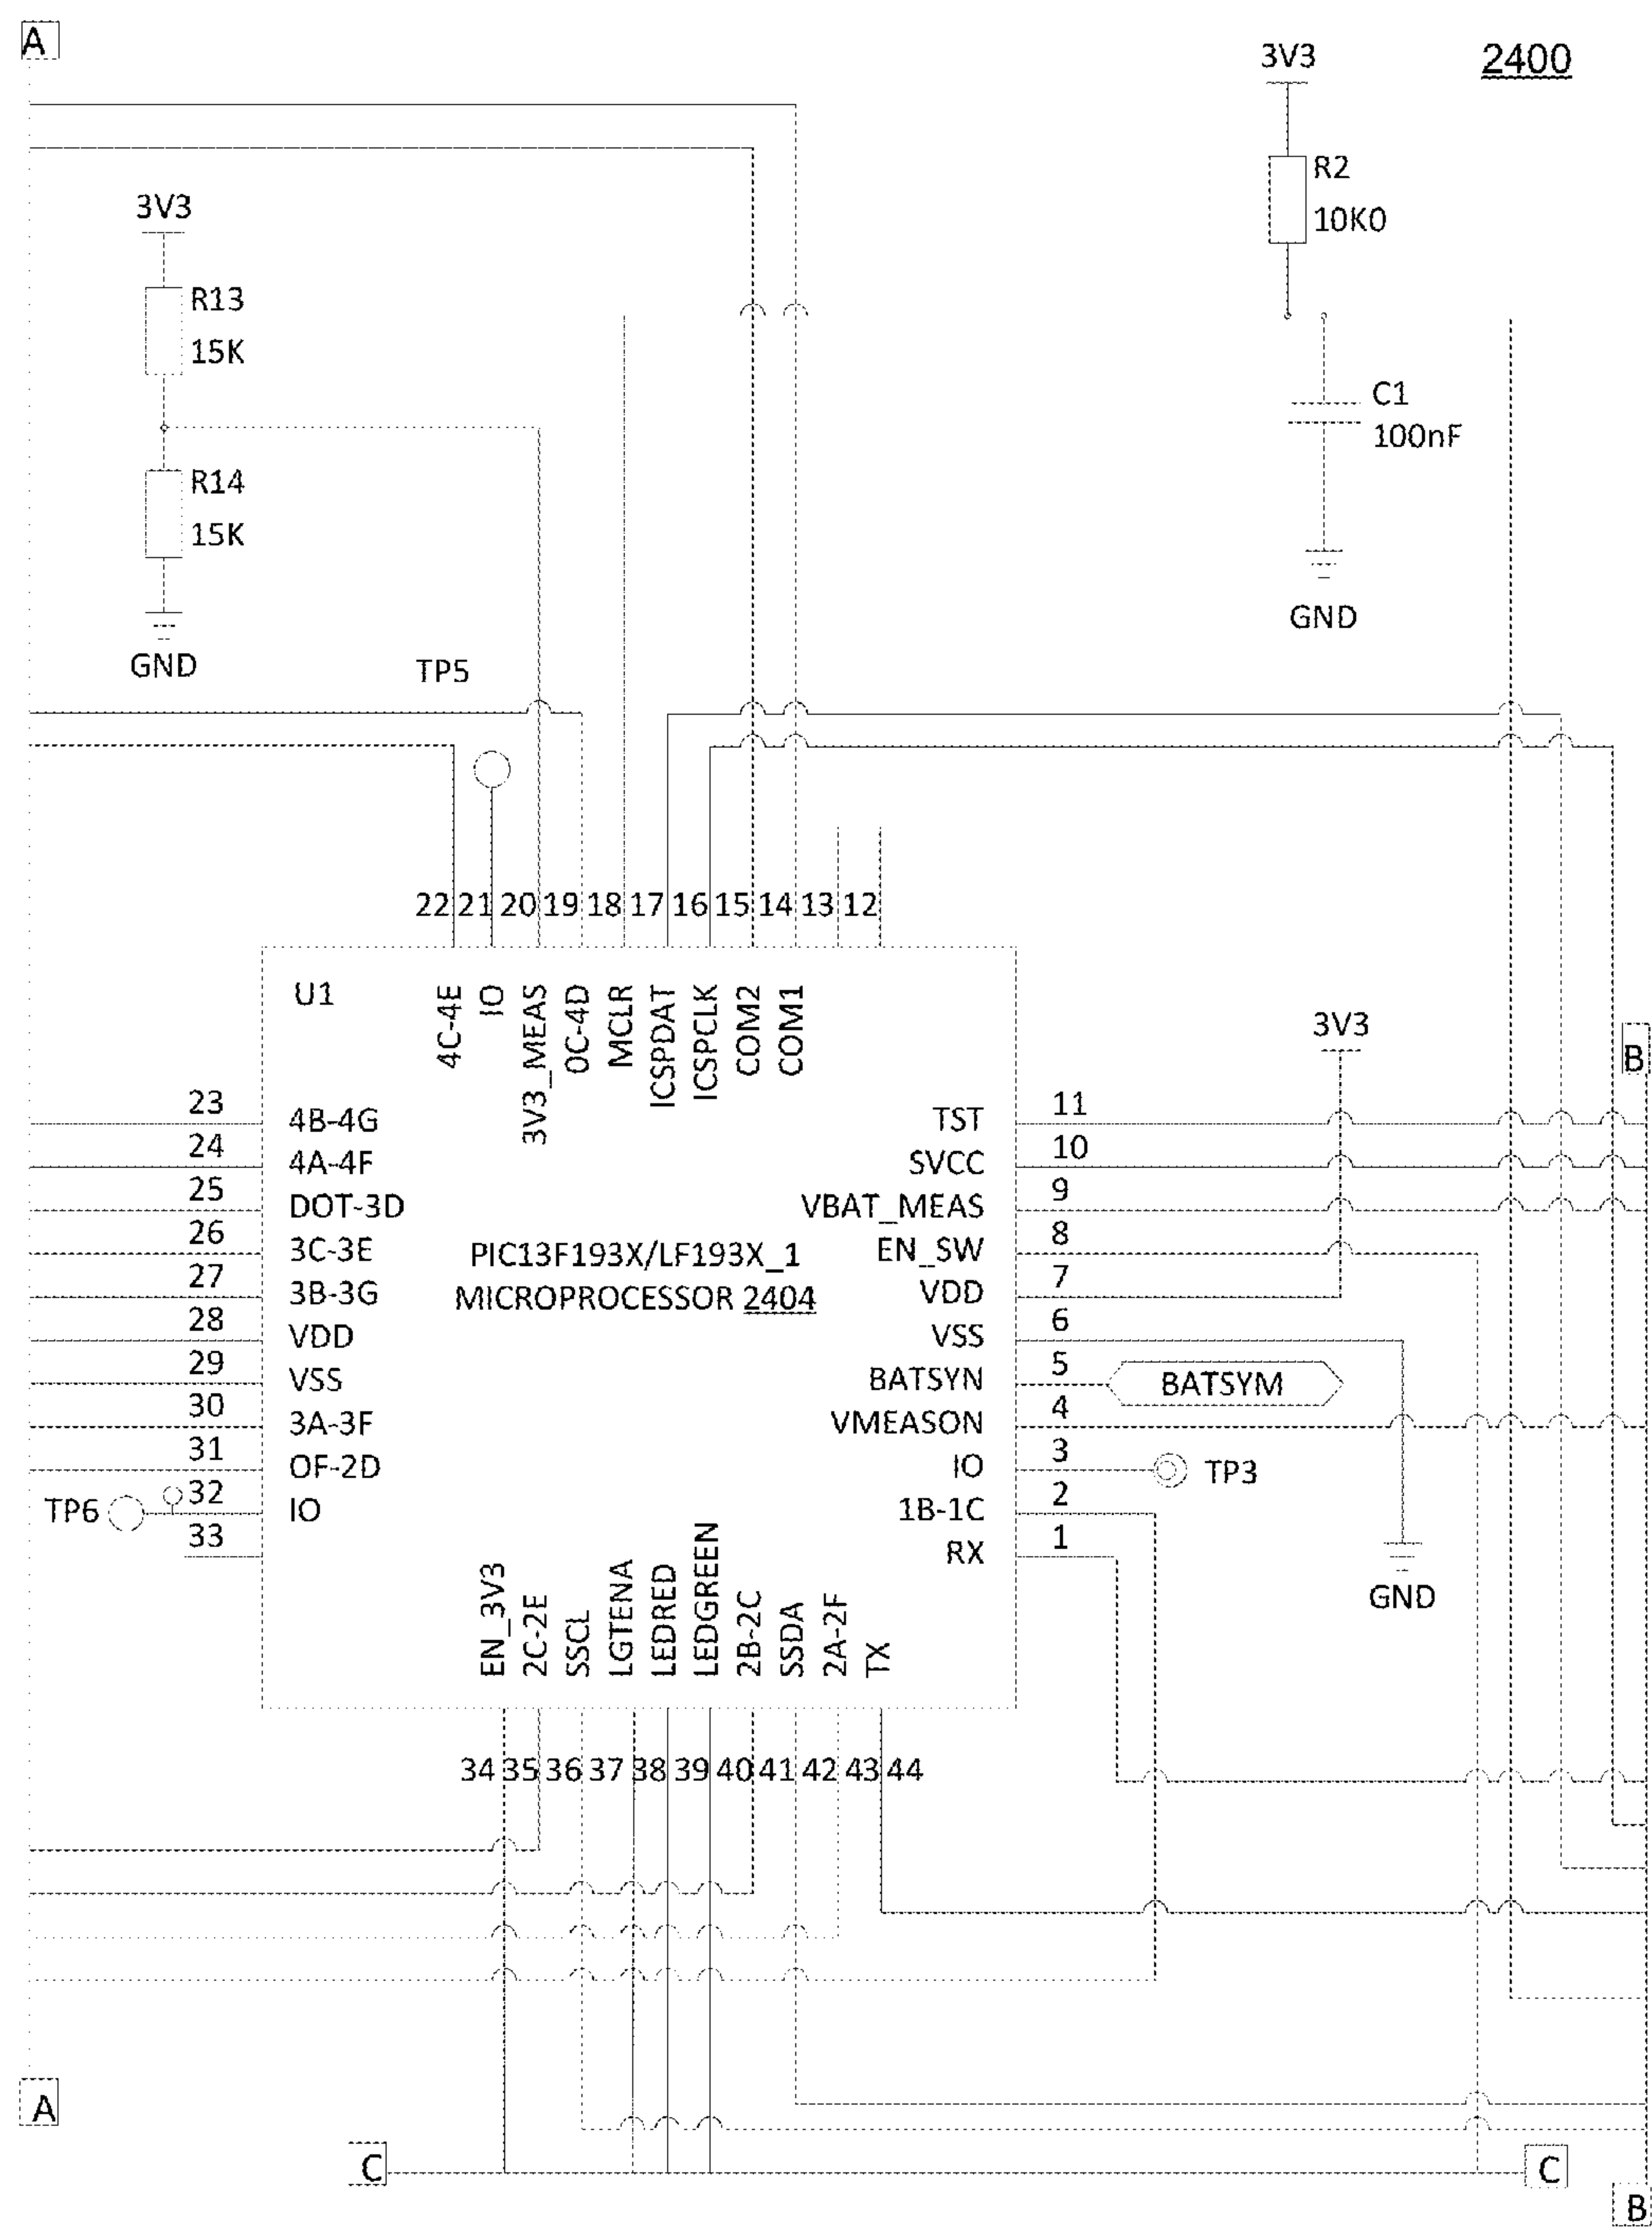 A
3V3
2400
R2
10K0
3V3
R13
15K
C1
100nF
R14
15K
GND
GND
TP5
22 21 20 19 18 17 16 15 14 13 12
U1
4C-4E
IO
3V3_MEAS
0C-4D
MCLR
ICSPDAT
ICSPCLK
COM2
COM1
3V3
B
23 4B-4G
24 4A-4F
25 DOT-3D
26 3C-3E
27 3B-3G
28 VDD
29 VSS
30 3A-3F
31 OF-2D
TP6 32 IO
33
PIC13F193X/LF193X_1
MICROPROCESSOR 2404
TST 11
SVCC 10
VBAT_MEAS 9
EN_SW 8
VDD 7
VSS 6
BATSYN 5 BATSYM
VMEASON 4
IO 3 TP3
1B-1C 2
RX 1
GND
EN_3V3
2C-2E
SSCL
LGTENA
LEDRED
LEDGREEN
2B-2C
SSDA
2A-2F
TX
34 35 36 37 38 39 40 41 42 43 44
A
C
C
B